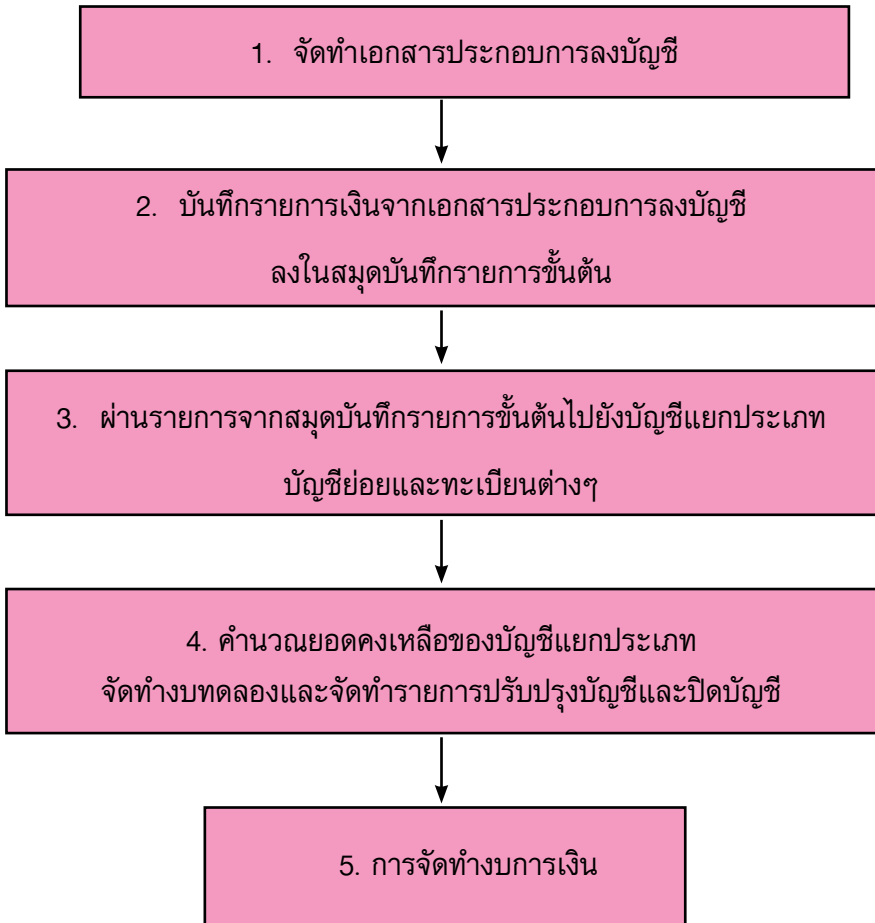 1. จัดทำเอกสารประกอบการลงบัญชี
2. บันทึกรายการเงินจากเอกสารประกอบการลงบัญชี
ลงในสมุดบันทึกรายการขั้นต้น
3. ผ่านรายการจากสมุดบันทึกรายการขั้นต้นไปยังบัญชีแยกประเภท
บัญชีย่อยและทะเบียนต่างๆ
4. คำนวณยอดคงเหลือของบัญชีแยกประเภท
จัดทำงบทดลองและจัดทำรายการปรับปรุงบัญชีและปิดบัญชี
5. การจัดทำงบการเงิน